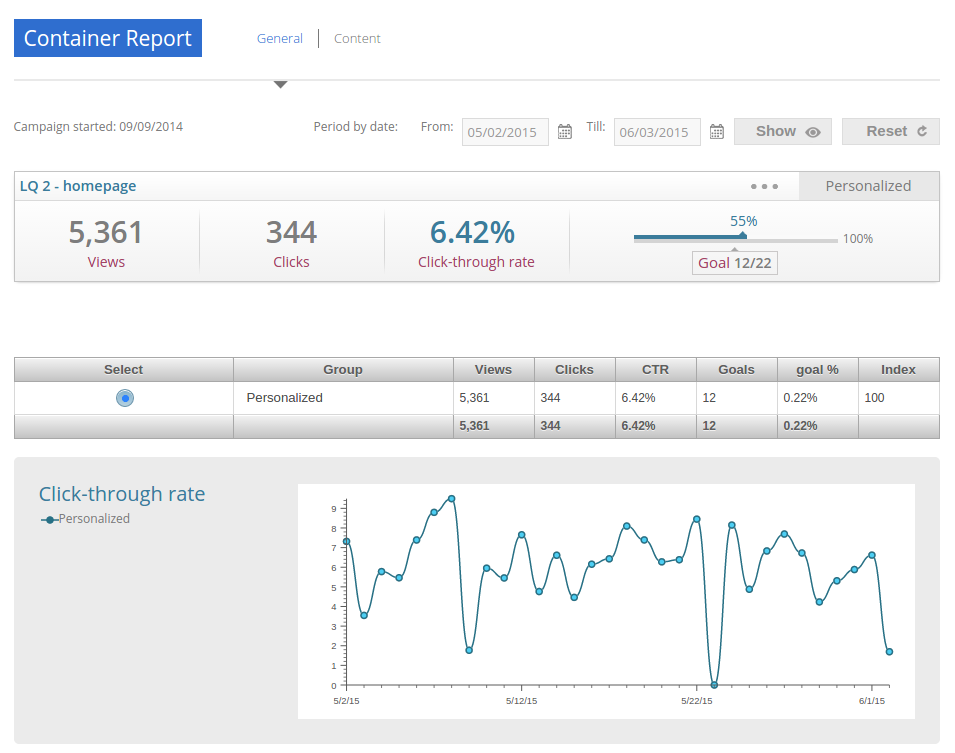 Container Report General Content
Campaign started: 09/09/2014 Period by date: From: 05/02/2015 Till: 06/03/2015 Show Reset
LQ 2 - homepage ••• Personalized
55%
5,361 344 6.42% 100%
Views Clicks Click-through rate Goal 12/22
Select Group Views Clicks CTR Goals goal % Index
Personalized 5,361 344 6.42% 12 0.22% 100
5,361 344 6.42% 12 0.22%
Click-through rate
Personalized
9
8
7
6
5
4
3
2
1
0
5/2/15 5/12/15 5/22/15 6/1/15